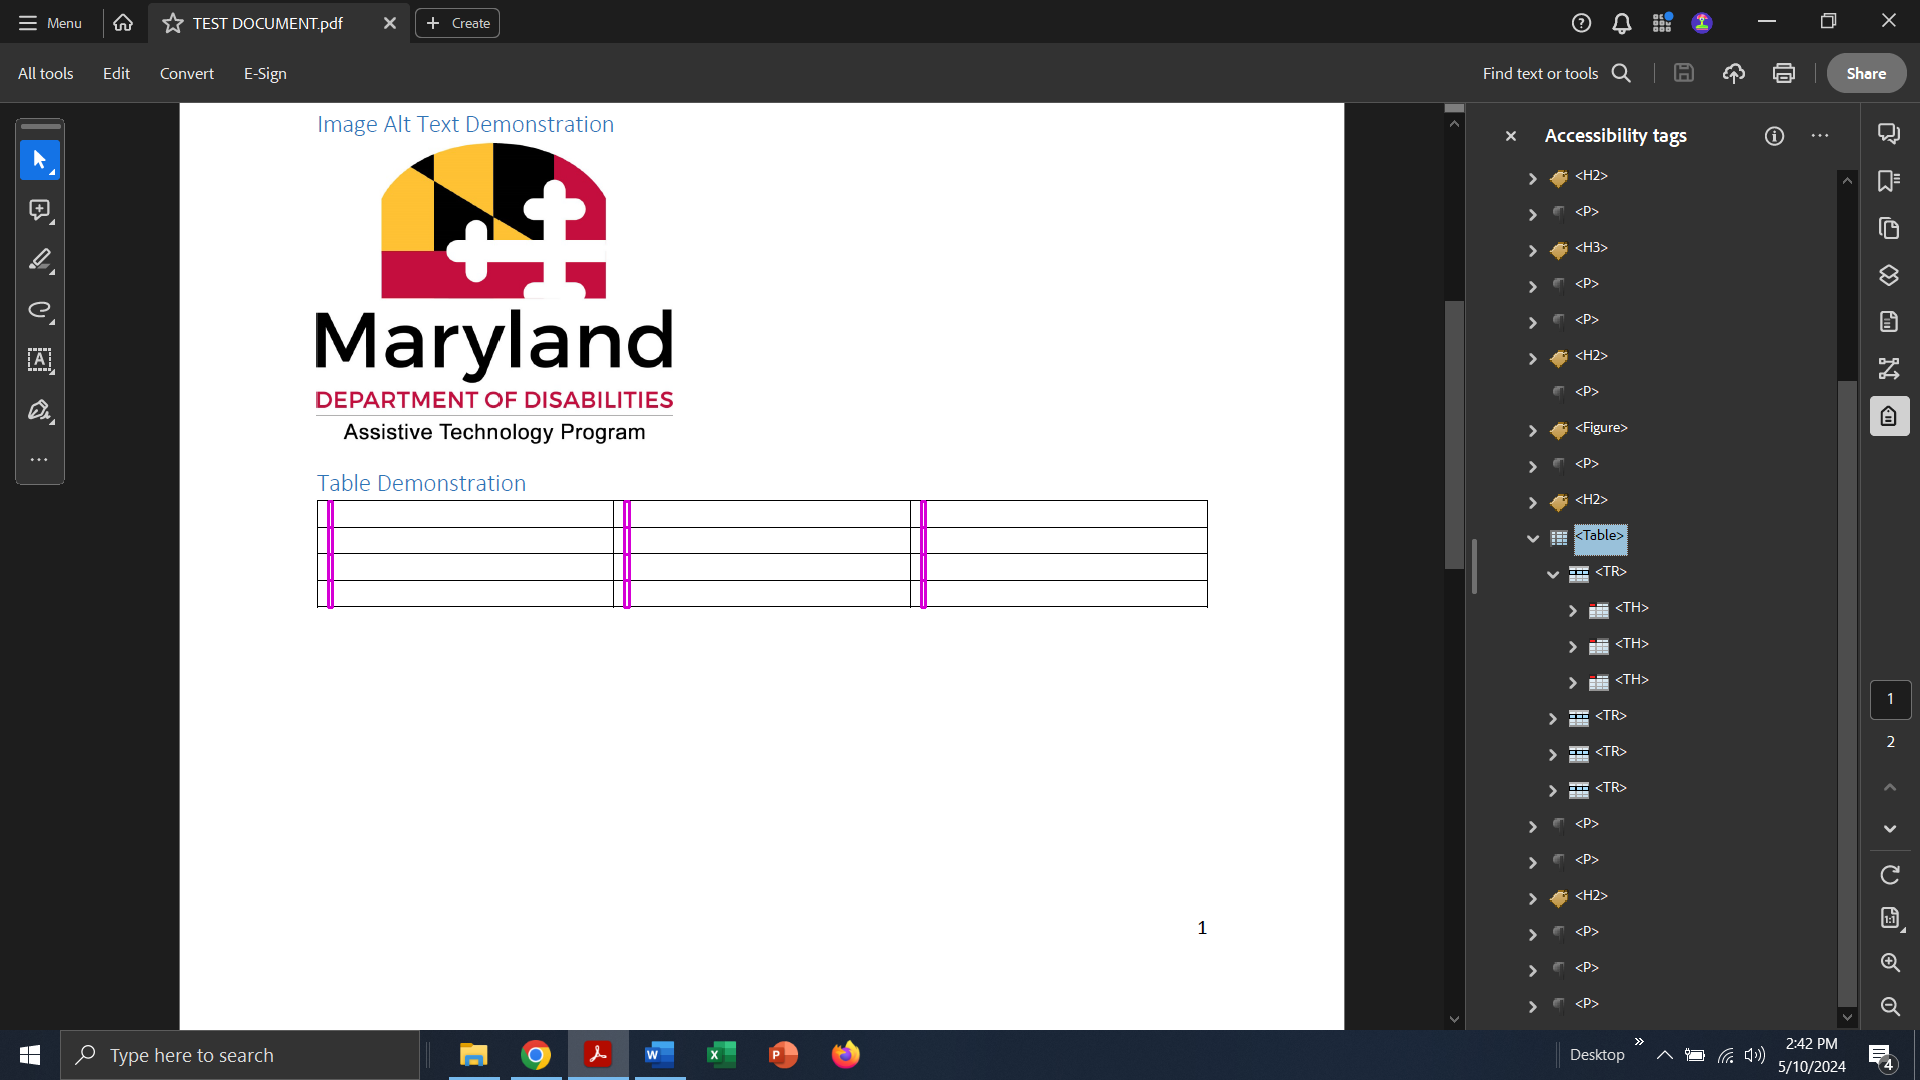 Menu
TEST DOCUMENT.pdf
Create
All tools
Edit
Convert
E-Sign
Find text or tools
Share
Image Alt Text Demonstration
Maryland
DEPARTMENT OF DISABILITIES
Assistive Technology Program
Table Demonstration
1
Accessibility tags
<H2>
<P>
<H3>
<P>
<P>
<H2>
<P>
<Figure>
<P>
<H2>
<Table>
<TR>
<TH>
<TH>
<TH>
<TR>
<TR>
<TR>
<P>
<P>
<H2>
<P>
<P>
<P>
1
2
1:1
Type here to search
Desktop
2:42 PM
5/10/2024
4